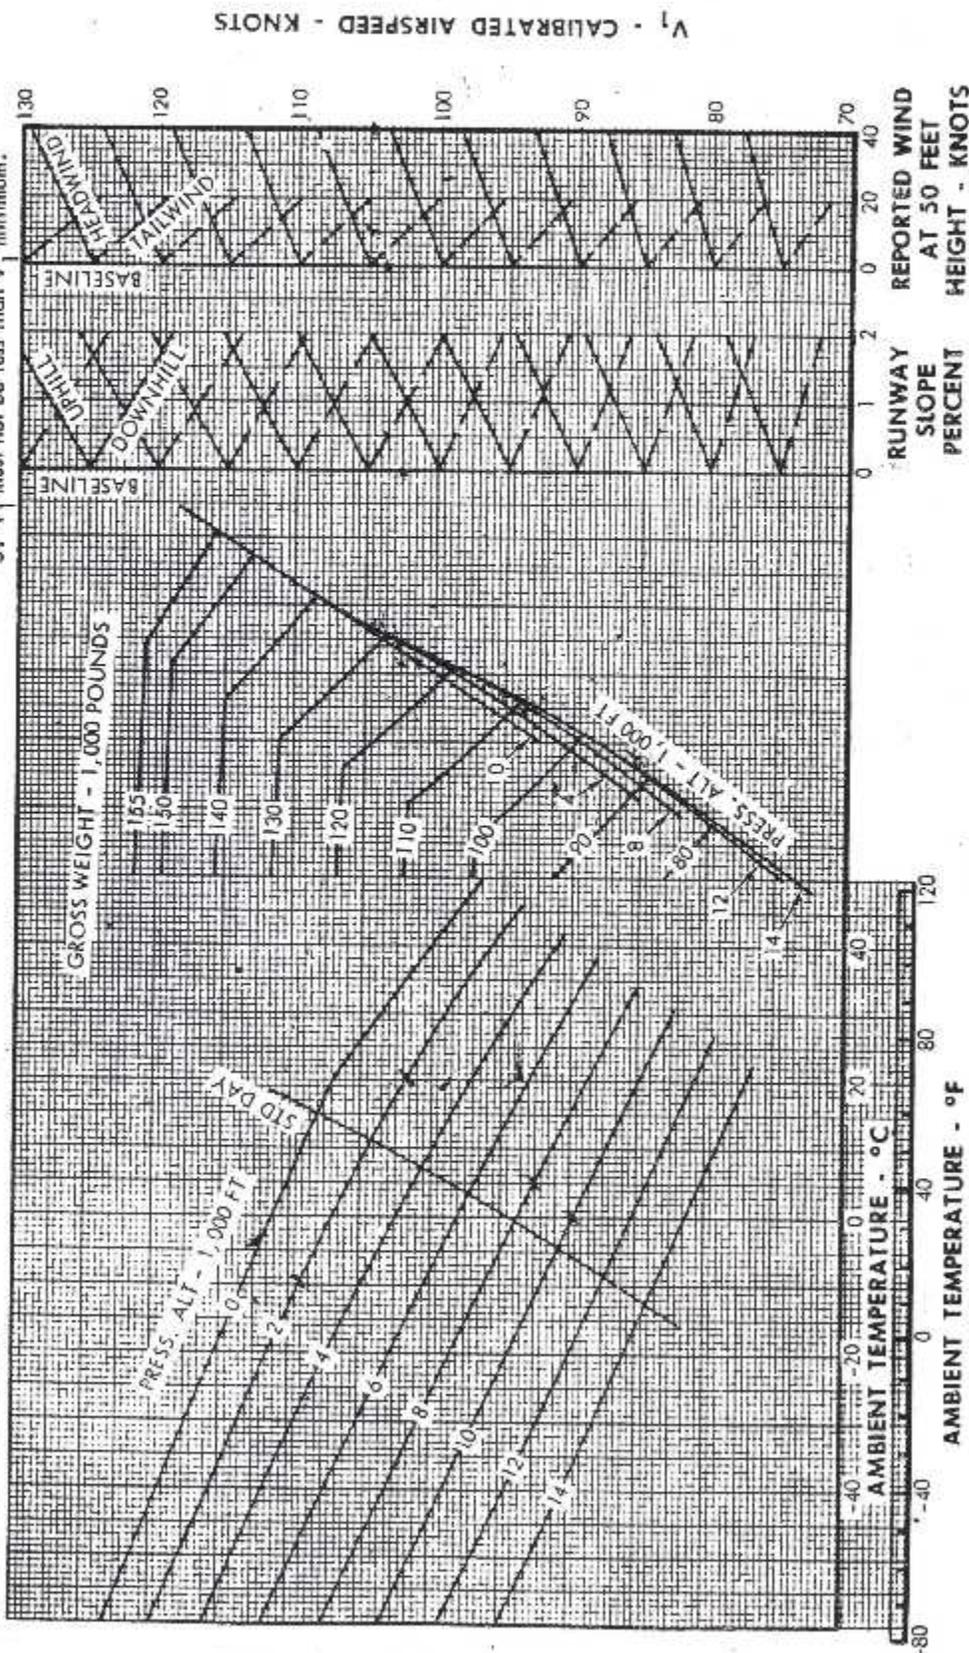 V1 - CALIBRATED AIRSPEED - KNOTS
130
120
110
100
90
80
70
HEADWIND
TAILWIND
BASELINE
0
20
40
REPORTED WIND
AT 50 FEET
HEIGHT - KNOTS
UPHILL
DOWNHILL
BASELINE
0
1
2
RUNWAY
SLOPE
PERCENT
GROSS WEIGHT - 1,000 POUNDS
155
150
140
130
120
110
100
90
80
0
4
8
12
14
PRESS. ALT - 1,000 FT
STD DAY
PRESS. ALT - 1,000 FT
0
2
4
6
8
10
12
14
-40
-20
0
20
40
AMBIENT TEMPERATURE - °C
-80
-40
0
40
80
120
AMBIENT TEMPERATURE - °F